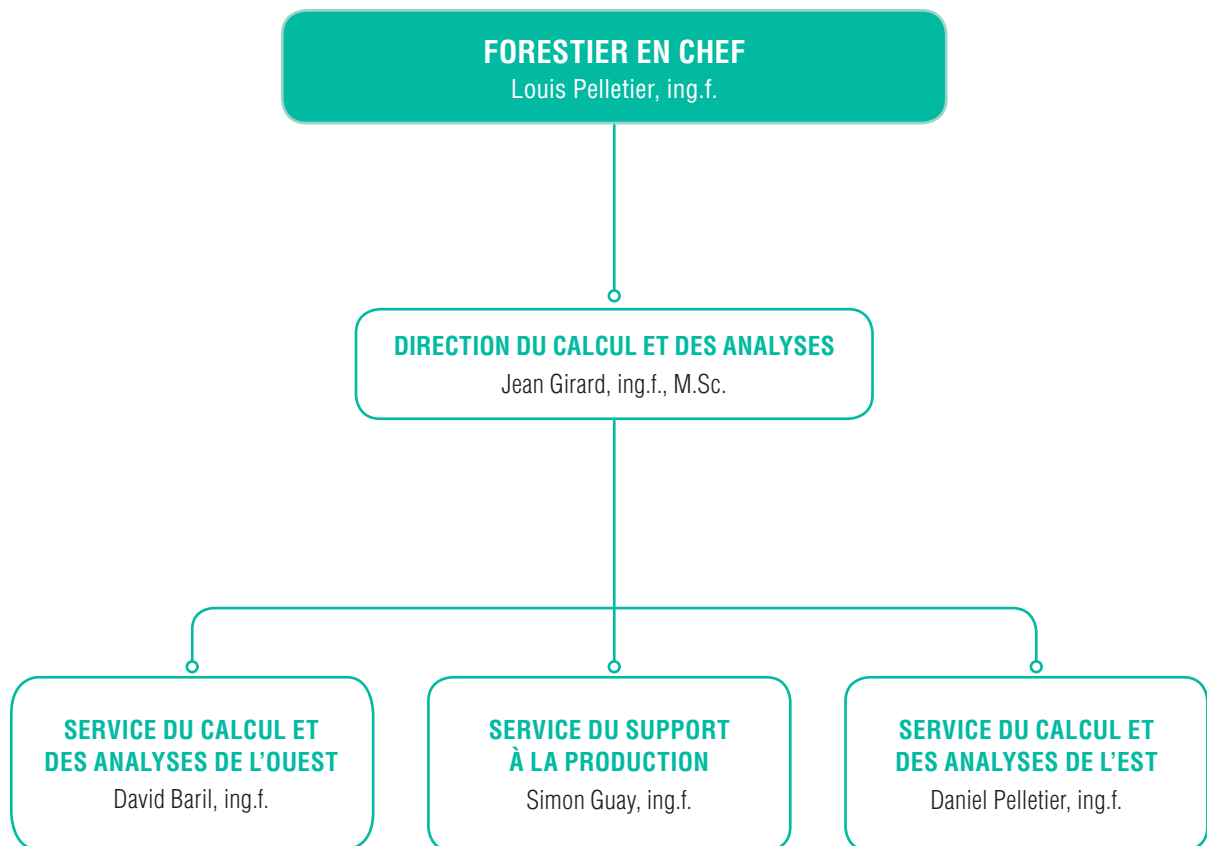 FORESTIER EN CHEF
Louis Pelletier, ing.f.
DIRECTION DU CALCUL ET DES ANALYSES
Jean Girard, ing.f., M.Sc.
SERVICE DU CALCUL ET
DES ANALYSES DE L'OUEST
David Baril, ing.f.
SERVICE DU SUPPORT
À LA PRODUCTION
Simon Guay, ing.f.
SERVICE DU CALCUL ET
DES ANALYSES DE L'EST
Daniel Pelletier, ing.f.